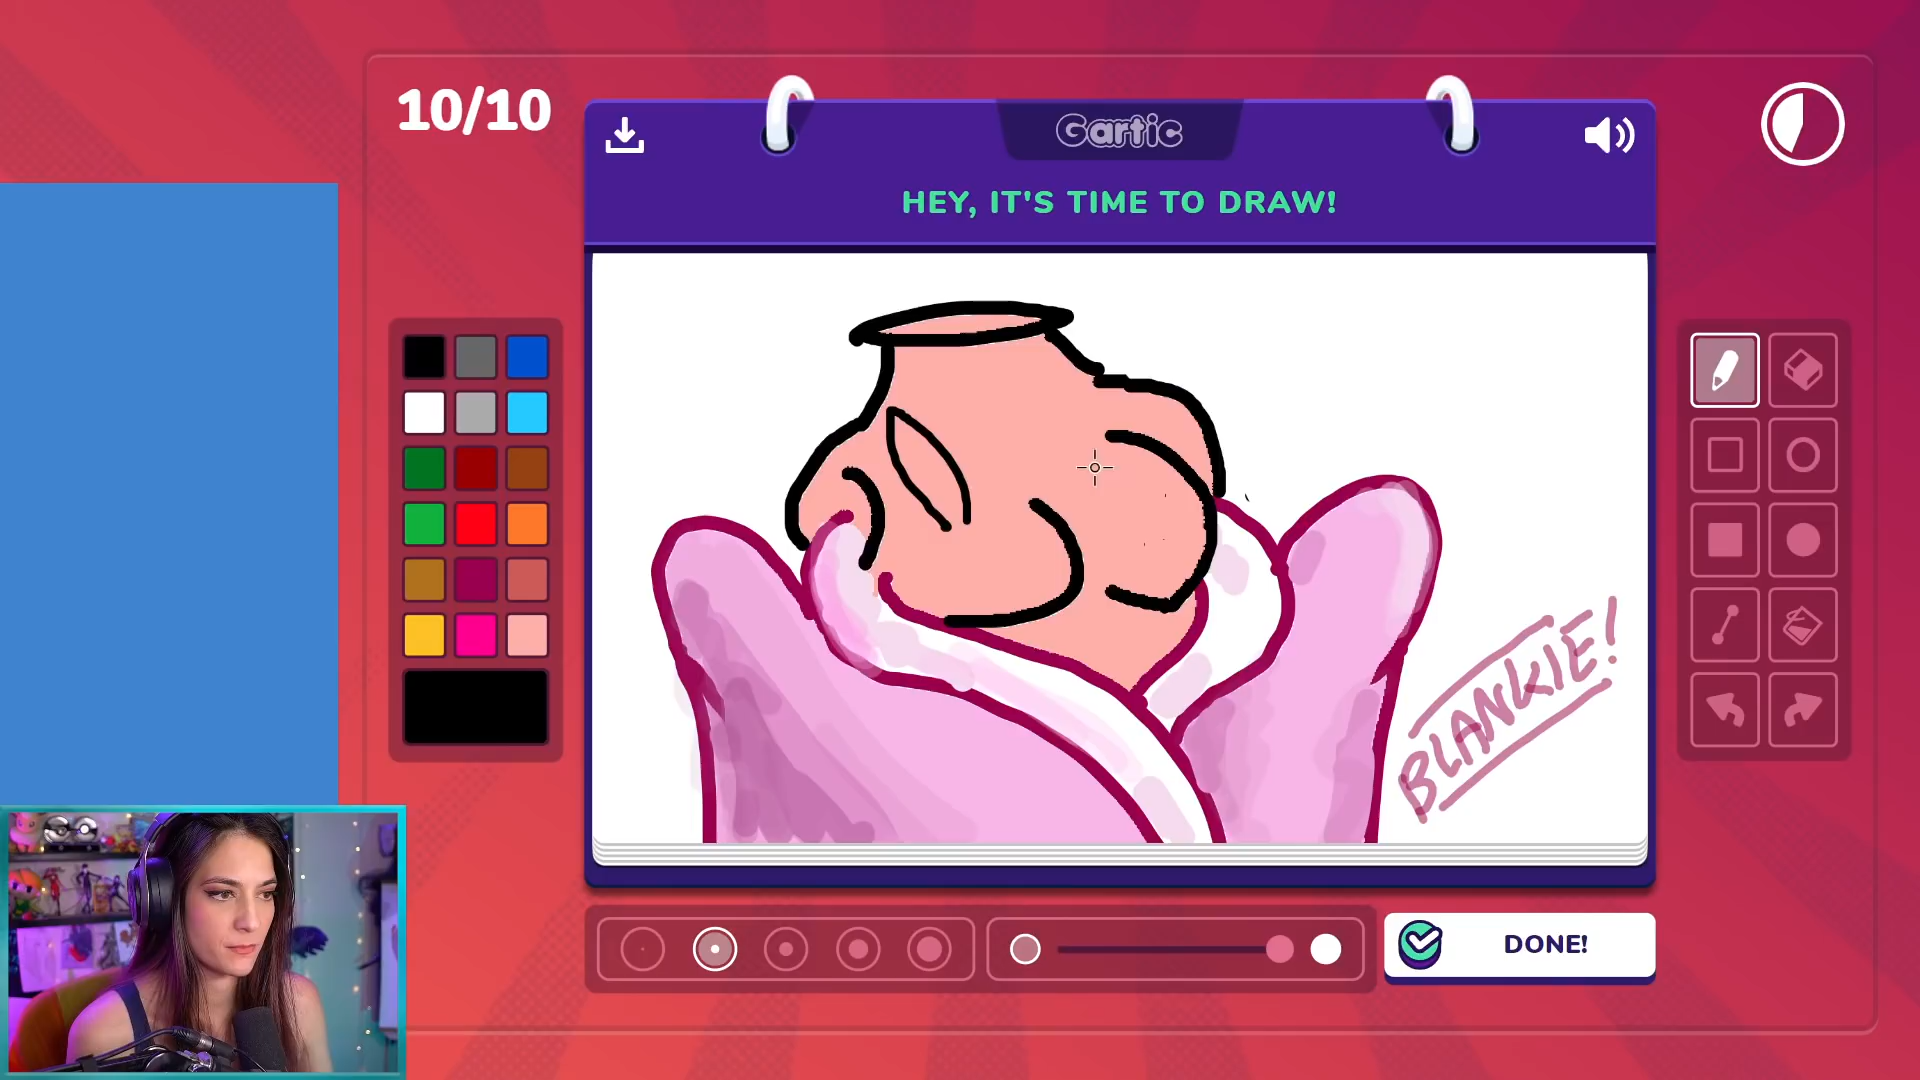 10/10
Gartic
HEY, IT'S TIME TO DRAW!
BLANKIE!
DONE!